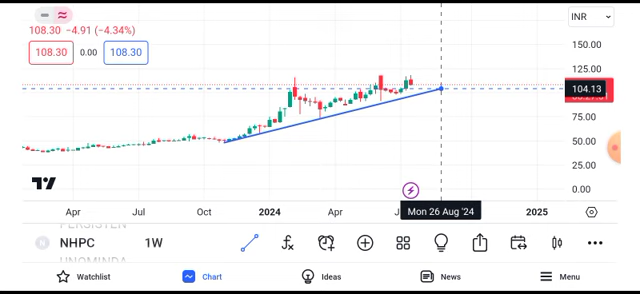 INR
108.30 −4.91 (−4.34%)
108.30 0.00 108.30
150.00
125.00
104.13
75.00
50.00
25.00
0.00
Apr Jul Oct 2024 Apr Mon 26 Aug '24 2025
PERSISTEN
N NHPC 1W
UNOMINDA
Watchlist Chart Ideas News Menu